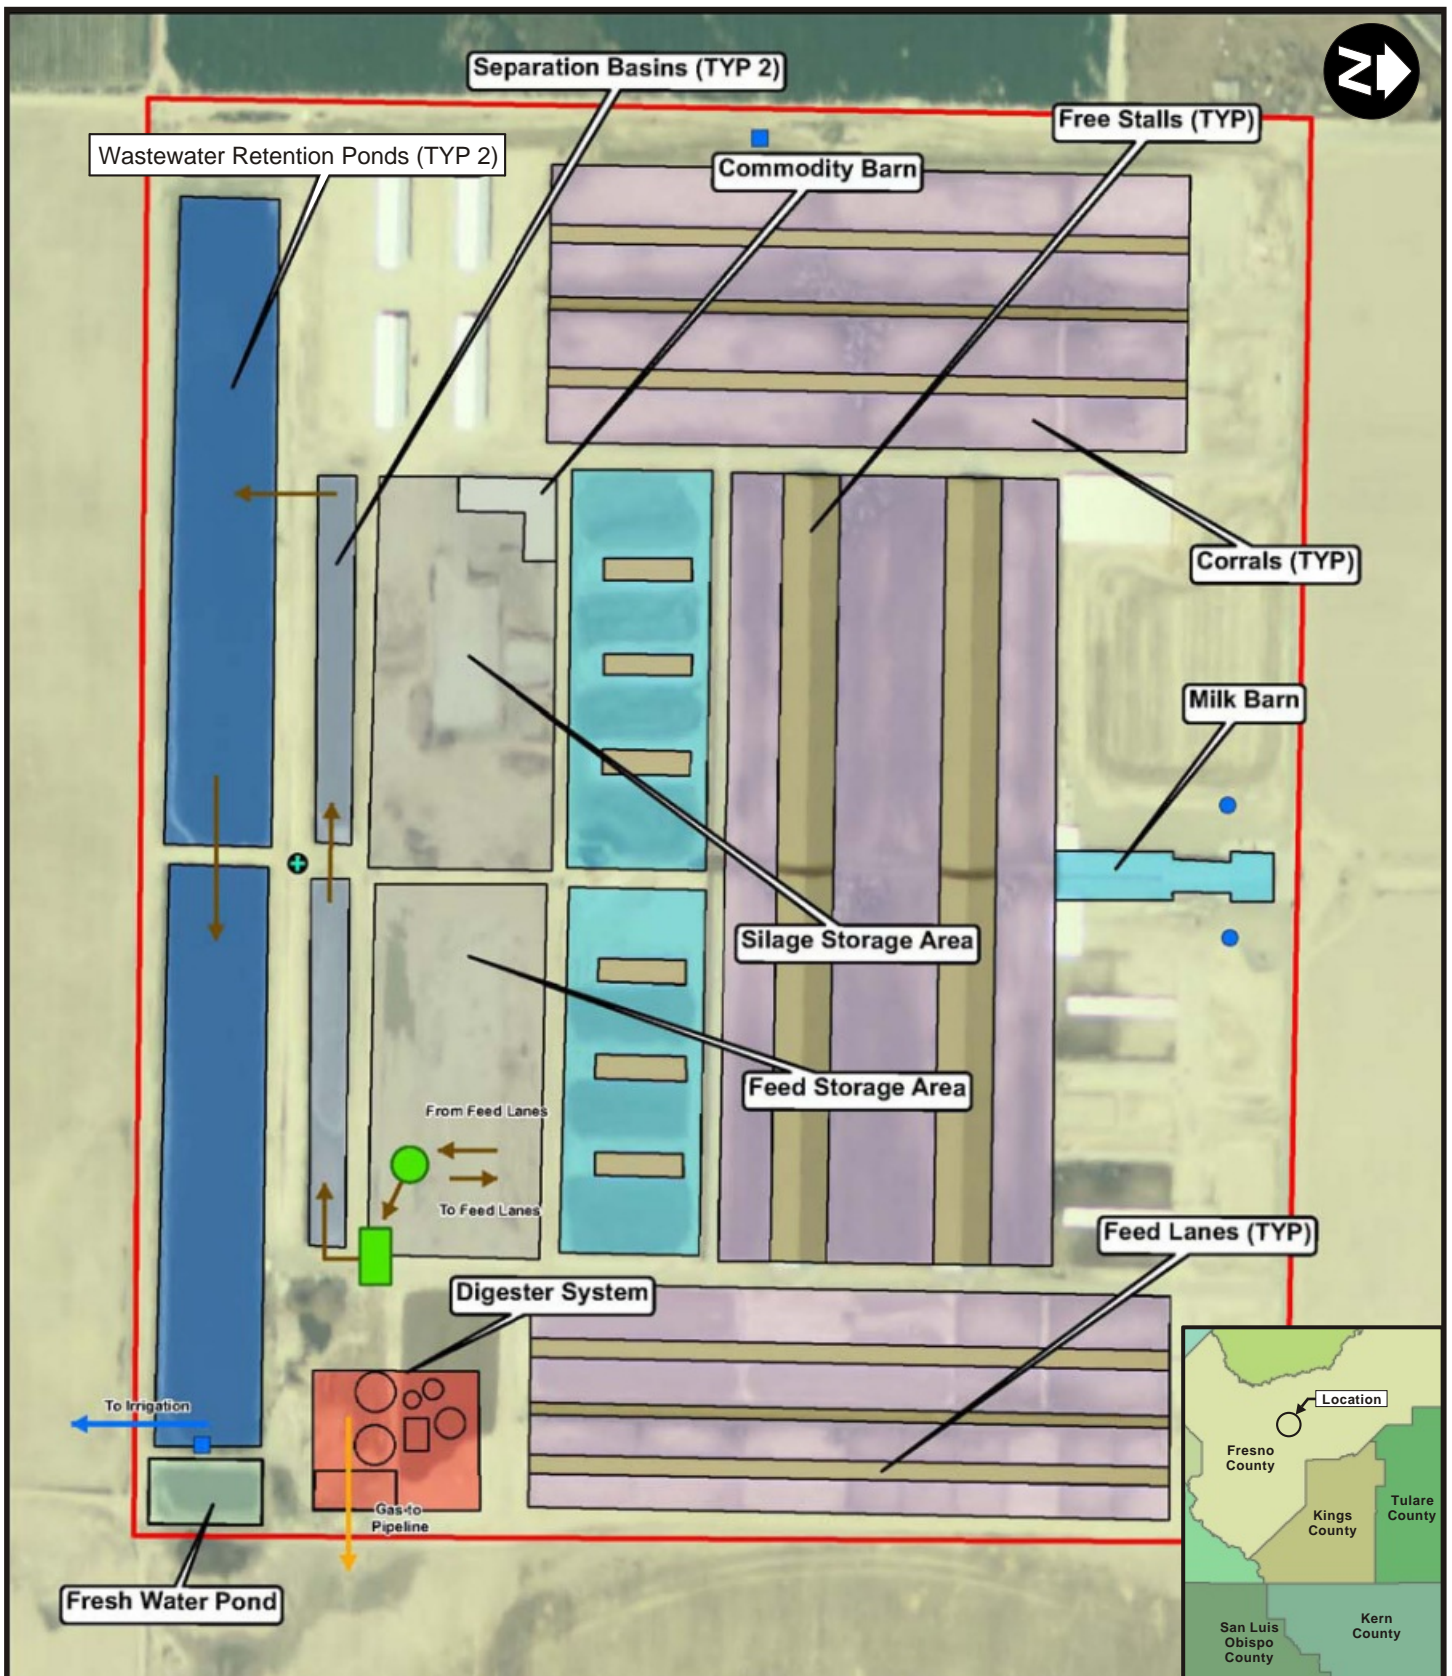 Separation Basins (TYP 2)
N
Free Stalls (TYP)
Wastewater Retention Ponds (TYP 2)
Commodity Barn
Corrals (TYP)
Milk Barn
Silage Storage Area
Feed Storage Area
From Feed Lanes
To Feed Lanes
Feed Lanes (TYP)
Digester System
To Irrigation
Gas to
Pipeline
Fresh Water Pond
Location
Fresno
County
Kings
County
Tulare
County
San Luis
Obispo
County
Kern
County